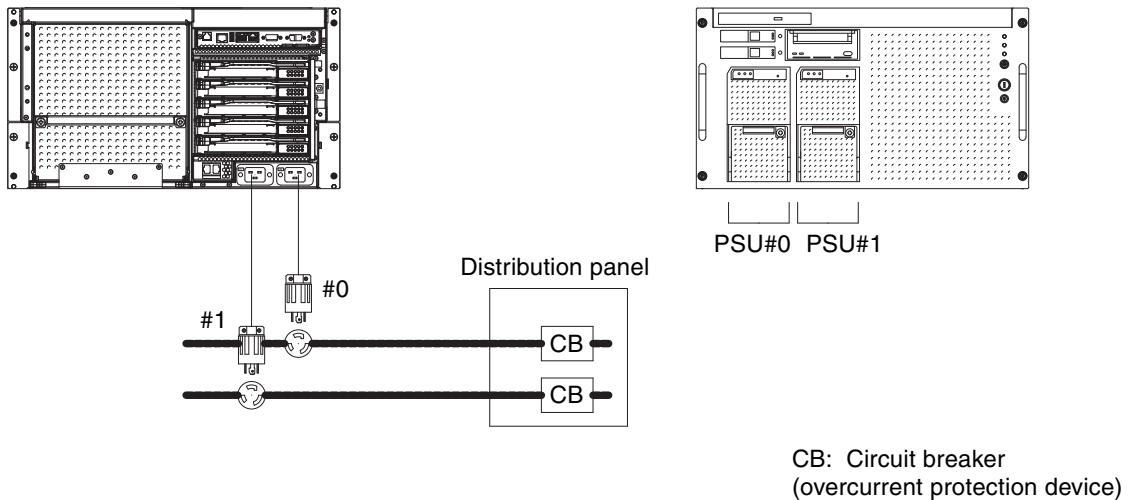 PSU#0 PSU#1
Distribution panel
#0
#1
CB
CB
CB: Circuit breaker
(overcurrent protection device)